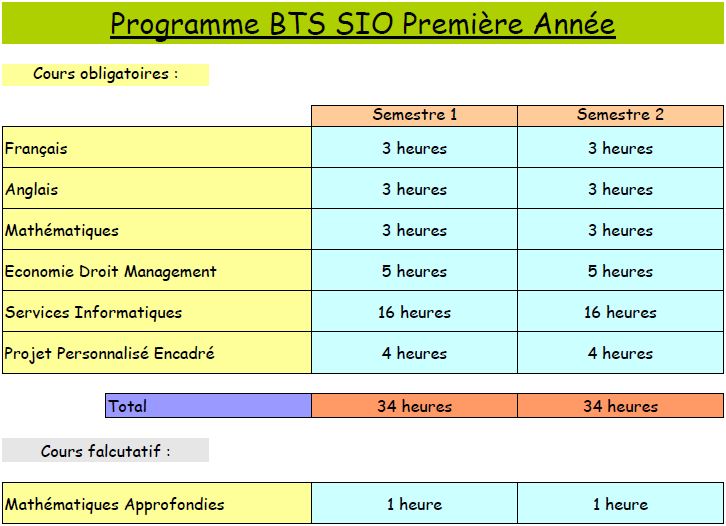 Programme BTS SIO Première Année
Cours obligatoires :
Semestre 1 Semestre 2
Français 3 heures 3 heures
Anglais 3 heures 3 heures
Mathématiques 3 heures 3 heures
Economie Droit Management 5 heures 5 heures
Services Informatiques 16 heures 16 heures
Projet Personnalisé Encadré 4 heures 4 heures
Total 34 heures 34 heures
Cours falcutatif :
Mathématiques Approfondies 1 heure 1 heure